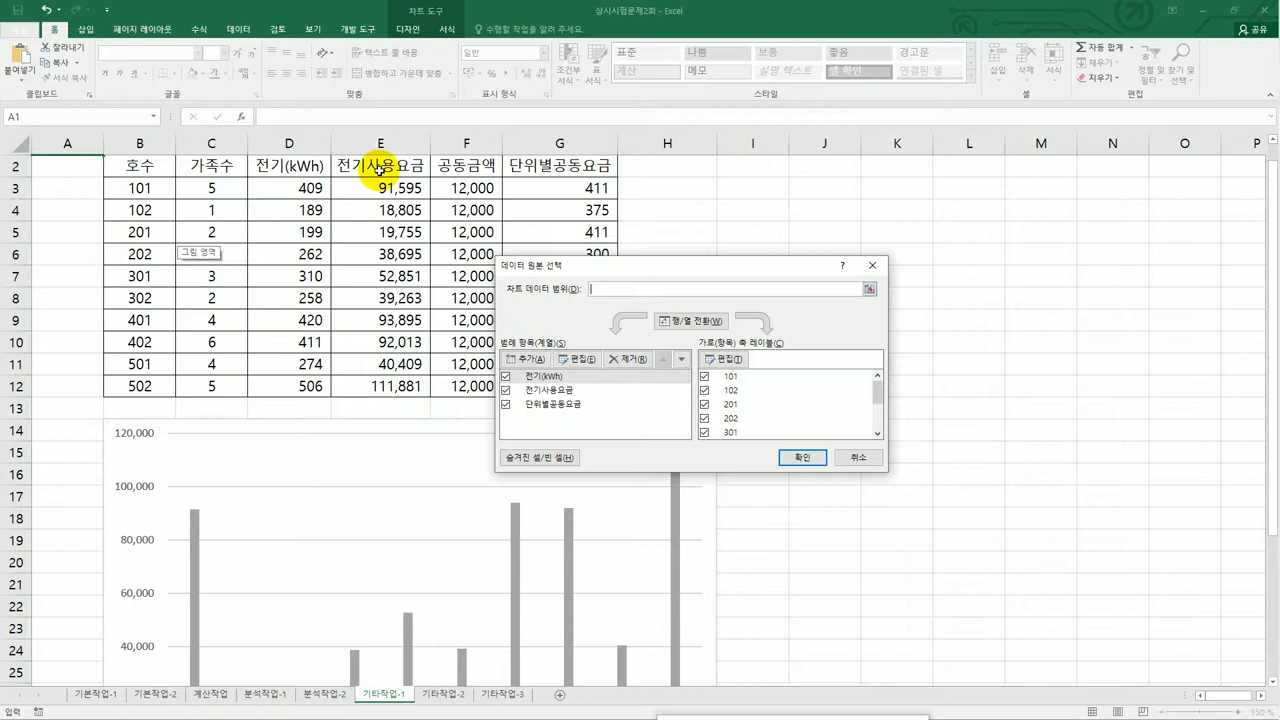 차트 도구
상시시험문제2회 - Excel
홈 삽입 페이지 레이아웃 수식 데이터 검토 보기 개발 도구 디자인 서식 수행할 작업을 알려 주세요. 공유
잘라내기
복사
서식 복사
붙여넣기
클립보드
글꼴
텍스트 줄 바꿈
병합하고 가운데 맞춤
맞춤
일반
표시 형식
조건부 서식
표 서식
표준 나쁨 보통 좋음 경고문
계산 메모 설명 텍스트 셀 확인 연결된 셀
스타일
삽입 삭제 서식
셀
자동 합계
채우기
지우기
정렬 및 필터
찾기 및 선택
편집
A1
A B C D E F G H I J K L M N O P
2 호수 가족수 전기(kWh) 전기사용요금 공동금액 단위별공동요금
3 101 5 409 91,595 12,000 411
4 102 1 189 18,805 12,000 375
5 201 2 199 19,755 12,000 411
6 202 262 38,695 12,000 300
그림 영역
7 301 3 310 52,851 12,000
8 302 2 258 39,263 12,000
9 401 4 420 93,895 12,000
10 402 6 411 92,013 12,000
11 501 4 274 40,409 12,000
12 502 5 506 111,881 12,000
13
14
15
16
17
18
19
20
21
22
23
24
25
120,000
100,000
80,000
60,000
40,000
데이터 원본 선택 ?
차트 데이터 범위(D):
행/열 전환(W)
범례 항목(계열)(S)
추가(A) 편집(E) 제거(R)
전기(kWh)
전기사용요금
단위별공동요금
가로(항목) 축 레이블(C)
편집(T)
101
102
201
202
301
숨겨진 셀/빈 셀(H)
확인 취소
기본작업-1 기본작업-2 계산작업 분석작업-1 분석작업-2 기타작업-1 기타작업-2 기타작업-3
입력
150 %